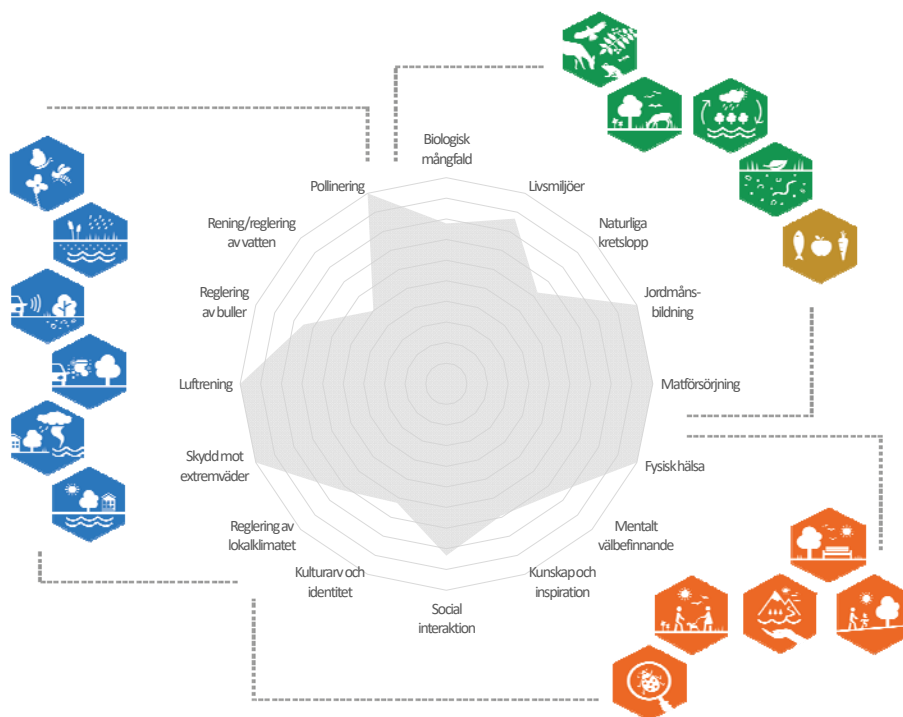 Biologisk
mångfald
Livsmiljöer
Naturliga
kretslopp
Jordmåns-
bildning
Matförsörjning
Fysisk hälsa
Mentalt
välbefinnande
Kunskap och
inspiration
Social
interaktion
Kulturarv och
identitet
Reglering av
lokalklimatet
Skydd mot
extremväder
Luftrening
Reglering
av buller
Rening/reglering
av vatten
Pollinering